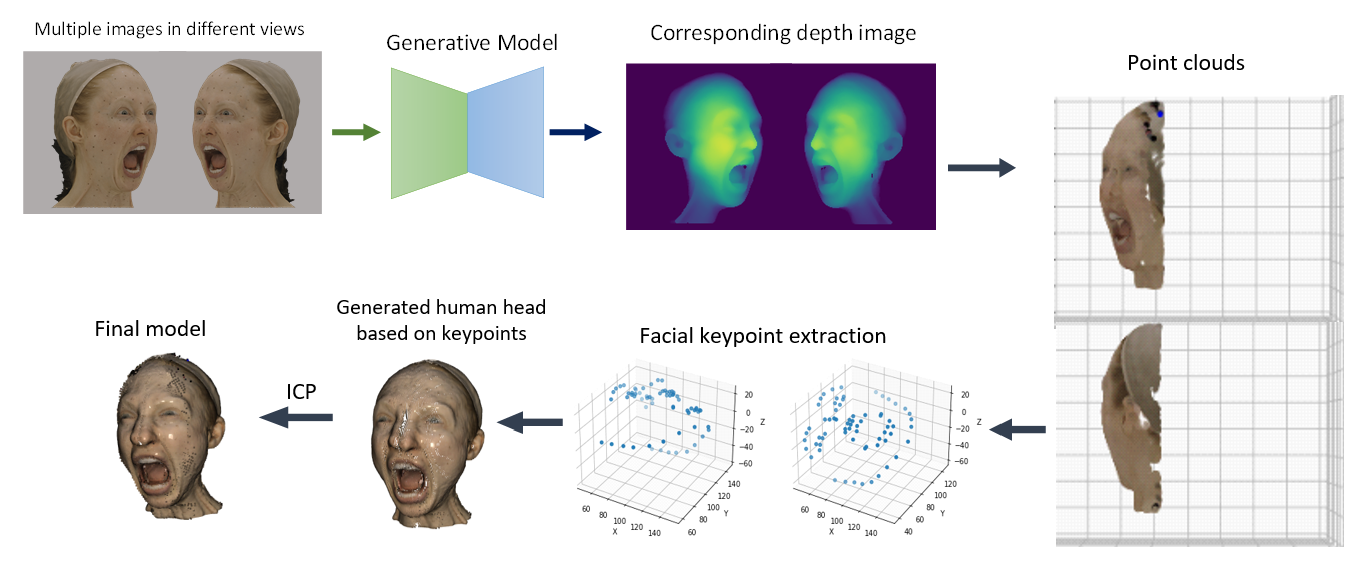 Multiple images in different views
Generative Model
Corresponding depth image
Point clouds
Final model
ICP
Generated human head
based on keypoints
Facial keypoint extraction
20
0
−20
−40
−60
Z
140
120
100
80
60
Y
60
80
100
120
140
X
20
0
−20
−40
−60
Z
120
100
80
60
40
Y
60
80
100
120
140
X